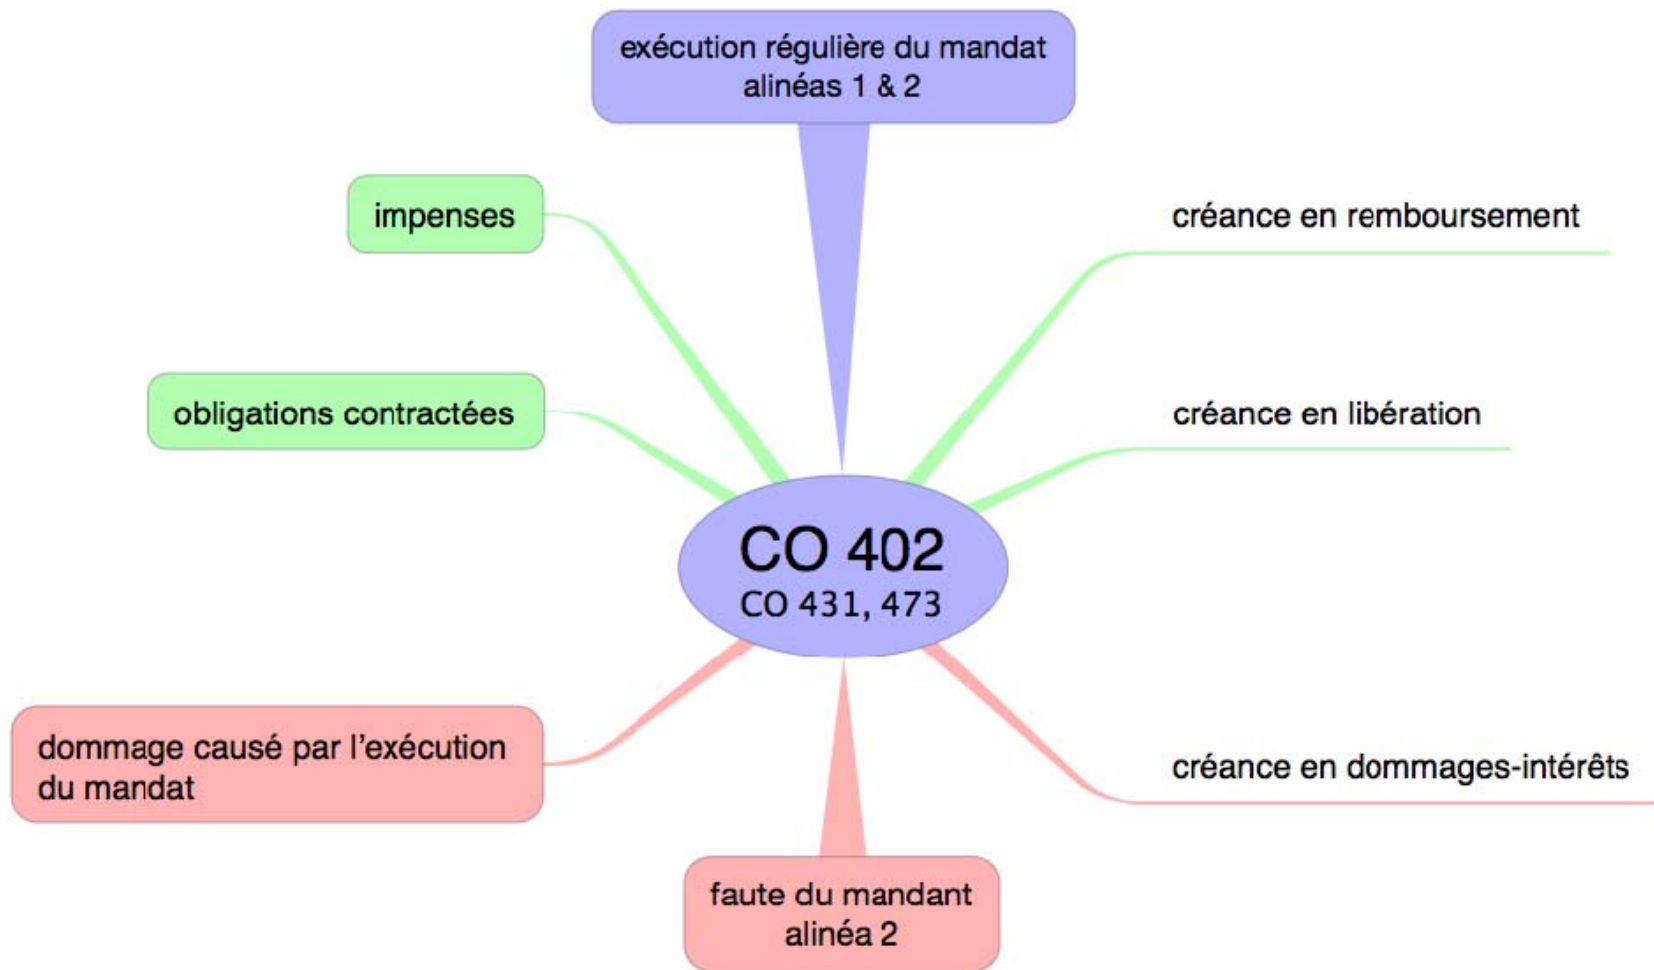 exécution régulière du mandat
alinéas 1 & 2
impenses
créance en remboursement
obligations contractées
créance en libération
CO 402
CO 431, 473
dommage causé par l'exécution
du mandat
créance en dommages-intérêts
faute du mandant
alinéa 2